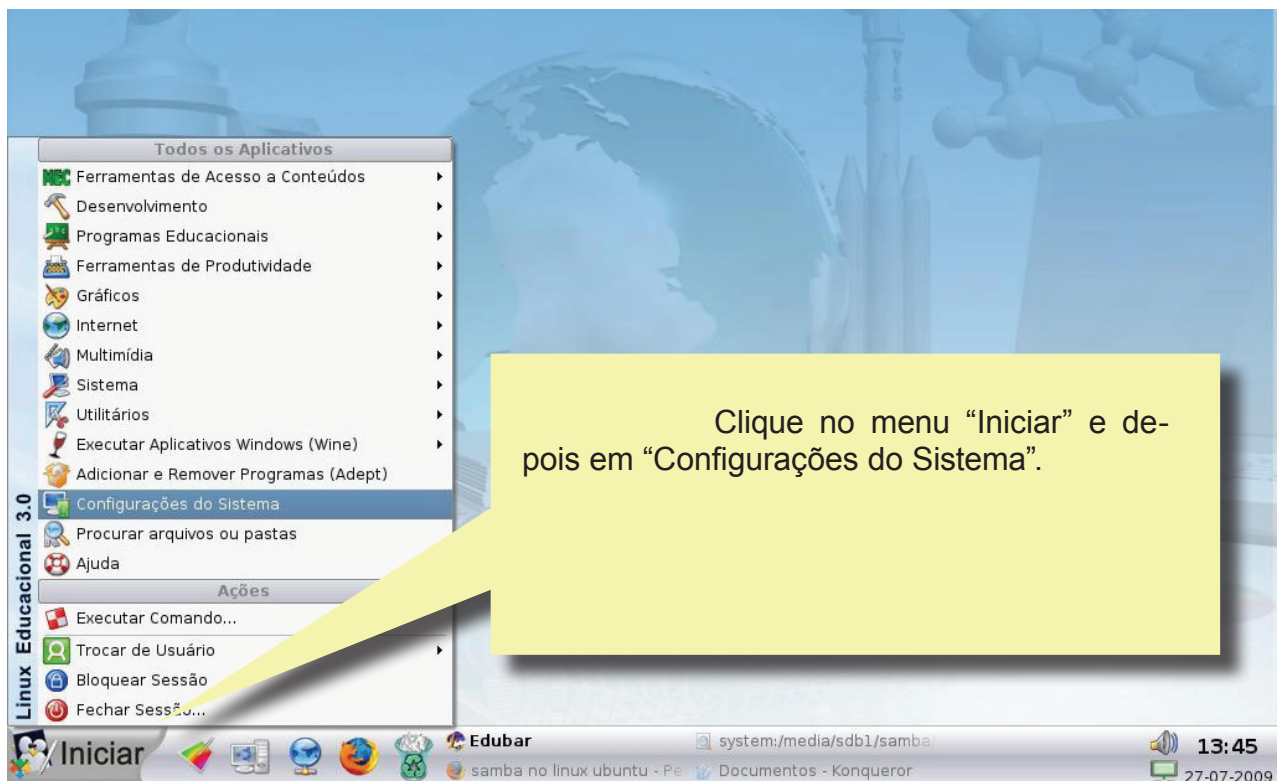 Todos os Aplicativos
MEC Ferramentas de Acesso a Conteúdos
Desenvolvimento
Programas Educacionais
Ferramentas de Produtividade
Gráficos
Internet
Multimídia
Sistema
Utilitários
Executar Aplicativos Windows (Wine)
Adicionar e Remover Programas (Adept)
Configurações do Sistema
Procurar arquivos ou pastas
Ajuda
Ações
Executar Comando...
Trocar de Usuário
Bloquear Sessão
Fechar Sessão...
Linux Educacional 3.0
Clique no menu “Iniciar” e de-
pois em “Configurações do Sistema”.
Iniciar
Edubar
system:/media/sdb1/samba
samba no linux ubuntu - Pe
Documentos - Konqueror
13:45
27-07-2009